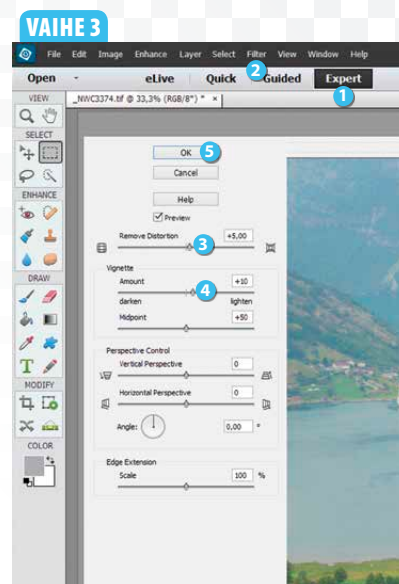 VAIHE 3
File Edit Image Enhance Layer Select Filter View Window Help
Open eLive Quick 2 Guided Expert
1
VIEW _NWC3374.tif @ 33,3% (RGB/8*) * ×
SELECT
OK 5
Cancel
ENHANCE
Help
Preview
Remove Distortion +5,00
3
Vignette
DRAW
Amount +10
4
darken lighten
Midpoint +50
Perspective Control
Vertical Perspective 0
T
MODIFY
Horizontal Perspective 0
Angle: 0,00 °
COLOR
Edge Extension
Scale 100 %